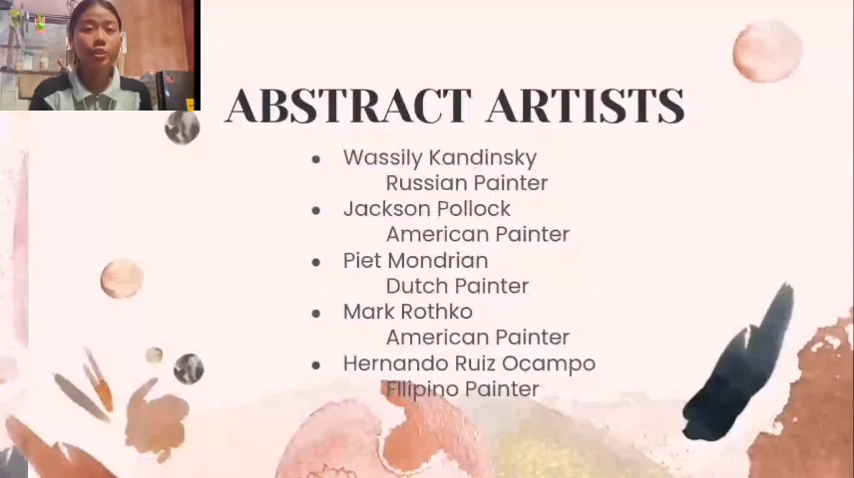 ABSTRACT ARTISTS
• Wassily Kandinsky
Russian Painter
• Jackson Pollock
American Painter
• Piet Mondrian
Dutch Painter
• Mark Rothko
American Painter
• Hernando Ruiz Ocampo
Filipino Painter